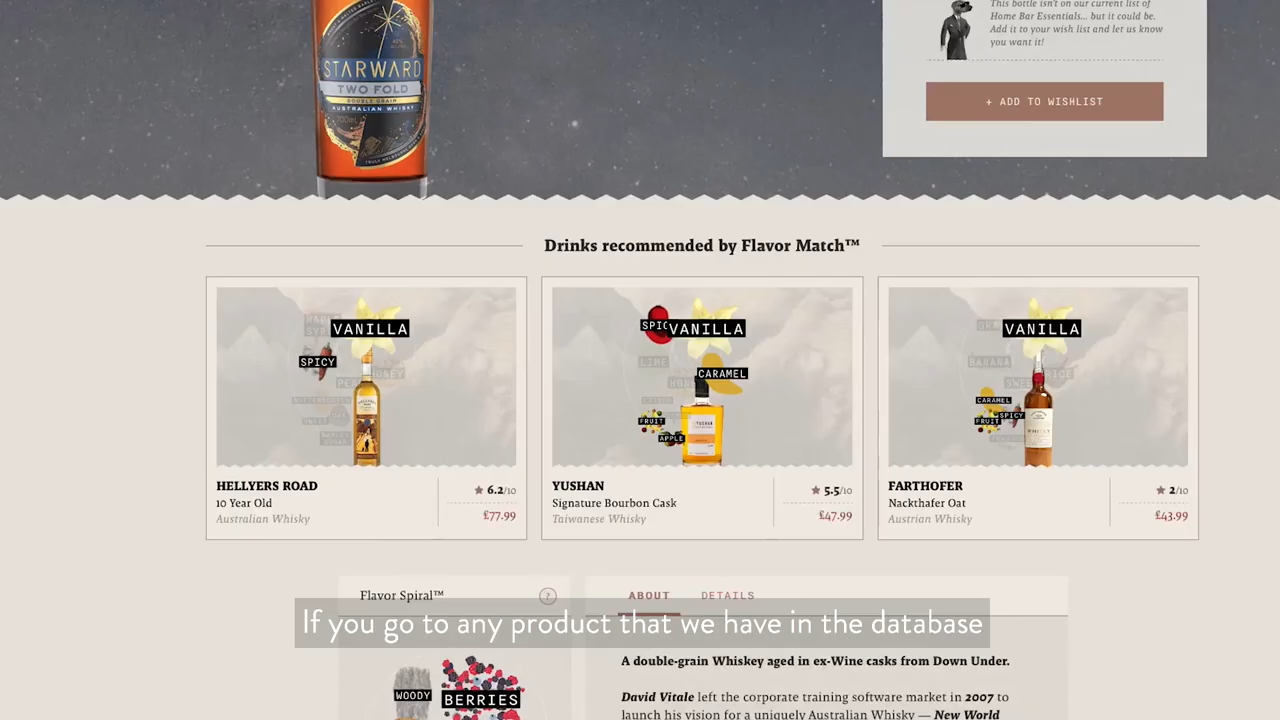 This bottle isn't on our current list of
Home Bar Essentials... but it could be.
Add it to your wish list and let us know
you want it!
+ ADD TO WISHLIST
40%
STARWARD
TWO FOLD
DOUBLE GRAIN
AUSTRALIAN WHISKY
700mL
Drinks recommended by Flavor Match™
VANILLA
SPICY
HELLYERS ROAD
10 Year Old
Australian Whisky
6.2/10
£77.99
SPIC
VANILLA
LIME
CARAMEL
FRUIT
APPLE
YUSHAN
YUSHAN
Signature Bourbon Cask
Taiwanese Whisky
5.5/10
£47.99
VANILLA
BANANA
CARAMEL
FRUIT
SPICY
FARTHOFER
Nackthafer Oat
Austrian Whisky
2/10
£43.99
Flavor Spiral™ ?
ABOUT DETAILS
If you go to any product that we have in the database
WOODY
BERRIES
A double-grain Whiskey aged in ex-Wine casks from Down Under.
David Vitale left the corporate training software market in 2007 to
launch his vision for a uniquely Australian Whisky — New World